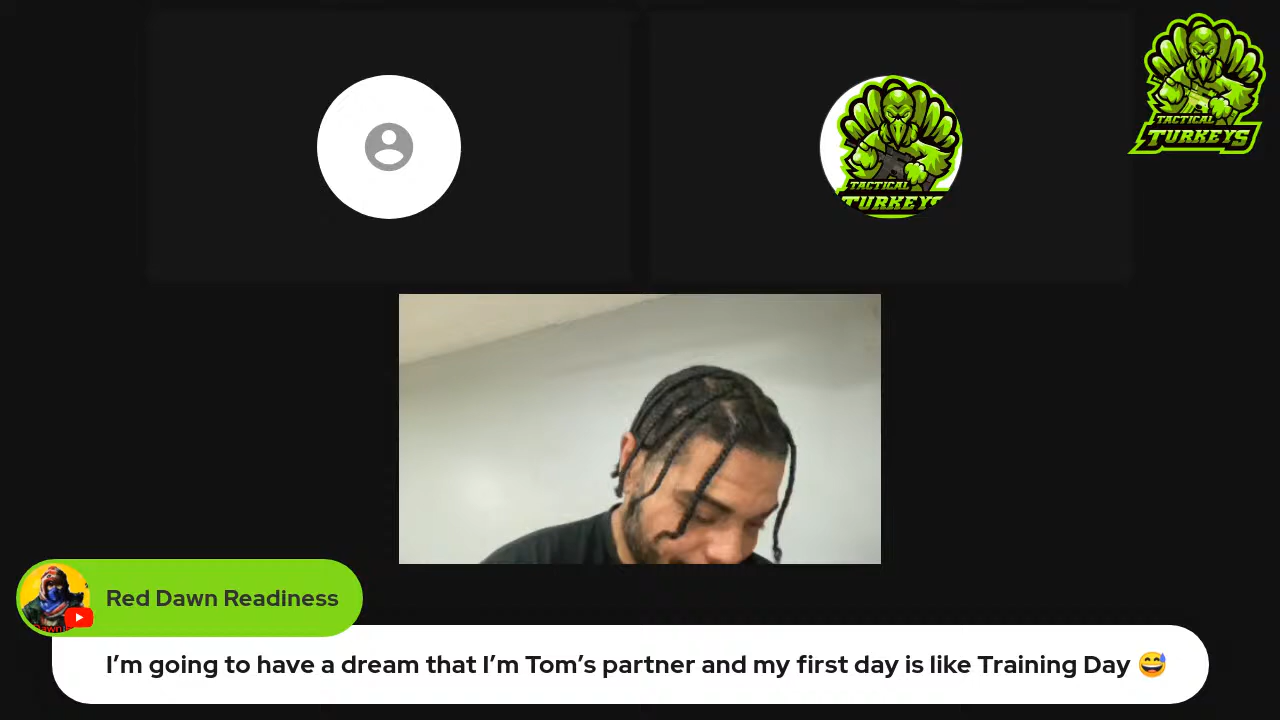 TACTICAL
TURKEYS
TACTICAL
TURKEYS
Red Dawn Readiness
I’m going to have a dream that I’m Tom’s partner and my first day is like Training Day 😅